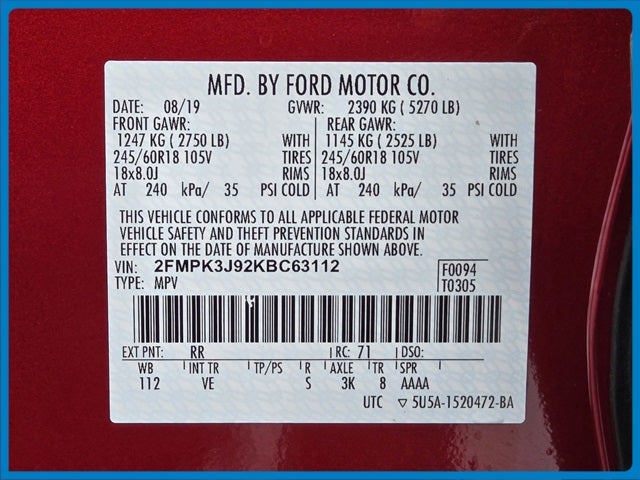 MFD. BY FORD MOTOR CO.
DATE: 08/19 GVWR: 2390 KG ( 5270 LB)
FRONT GAWR: REAR GAWR:
1247 KG ( 2750 LB) WITH 1145 KG ( 2525 LB) WITH
245/60R18 105V TIRES 245/60R18 105V TIRES
18x8.0J RIMS 18x8.0J RIMS
AT 240 kPa/ 35 PSI COLD AT 240 kPa/ 35 PSI COLD
THIS VEHICLE CONFORMS TO ALL APPLICABLE FEDERAL MOTOR
VEHICLE SAFETY AND THEFT PREVENTION STANDARDS IN
EFFECT ON THE DATE OF MANUFACTURE SHOWN ABOVE.
VIN: 2FMPK3J92KBC63112 F0094
TYPE: MPV T0305
EXT PNT: RR RC: 71 DSO:
WB INT TR TP/PS R AXLE TR SPR
112 VE S 3K 8 AAAA
UTC ▽ 5U5A-1520472-BA